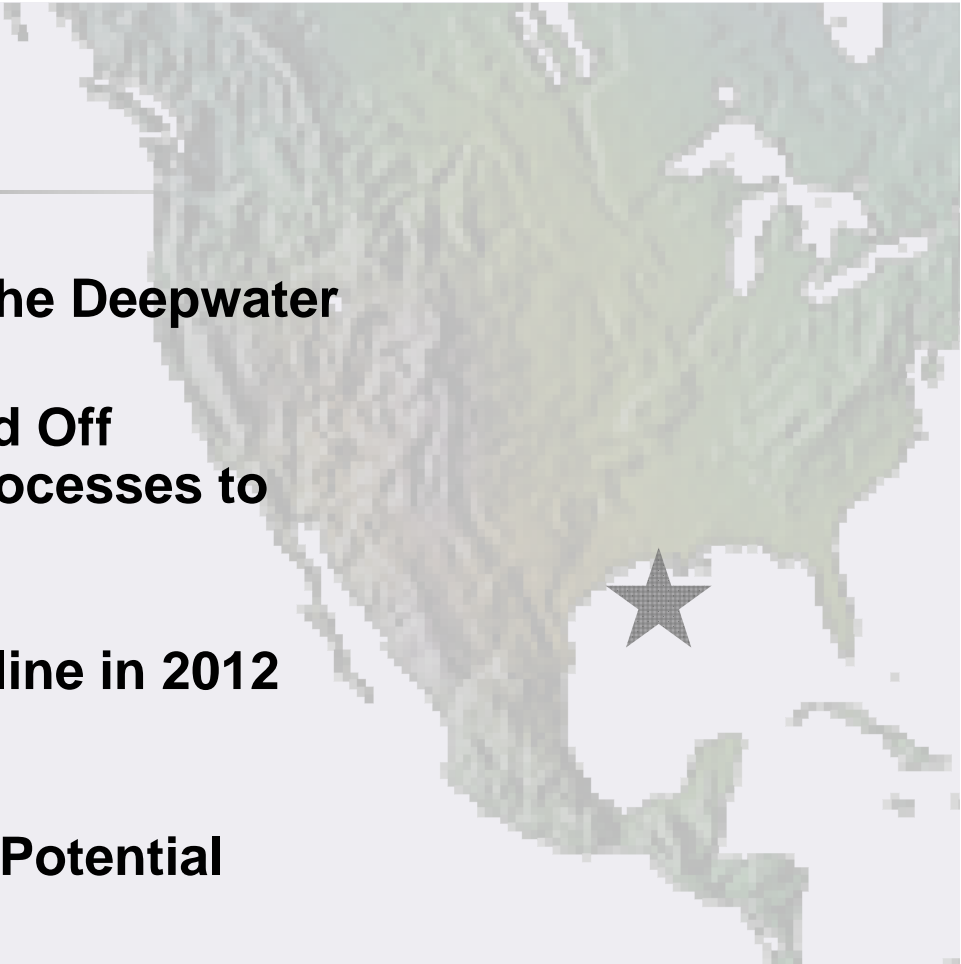 he Deepwater
d Off
ocesses to
line in 2012
Potential